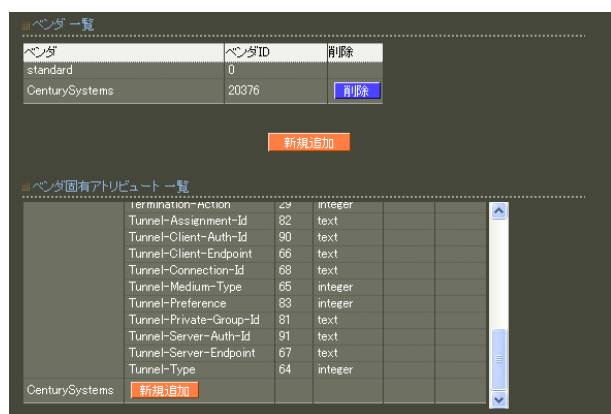 ベンダ 一覧
ベンダ ベンダID 削除
standard 0
CenturySystems 20376 削除
新規追加
ベンダ固有アトリビュート 一覧
Termination-Action 29 integer
Tunnel-Assignment-Id 82 text
Tunnel-Client-Auth-Id 90 text
Tunnel-Client-Endpoint 66 text
Tunnel-Connection-Id 68 text
Tunnel-Medium-Type 65 integer
Tunnel-Preference 83 integer
Tunnel-Private-Group-Id 81 text
Tunnel-Server-Auth-Id 91 text
Tunnel-Server-Endpoint 67 text
Tunnel-Type 64 integer
CenturySystems 新規追加